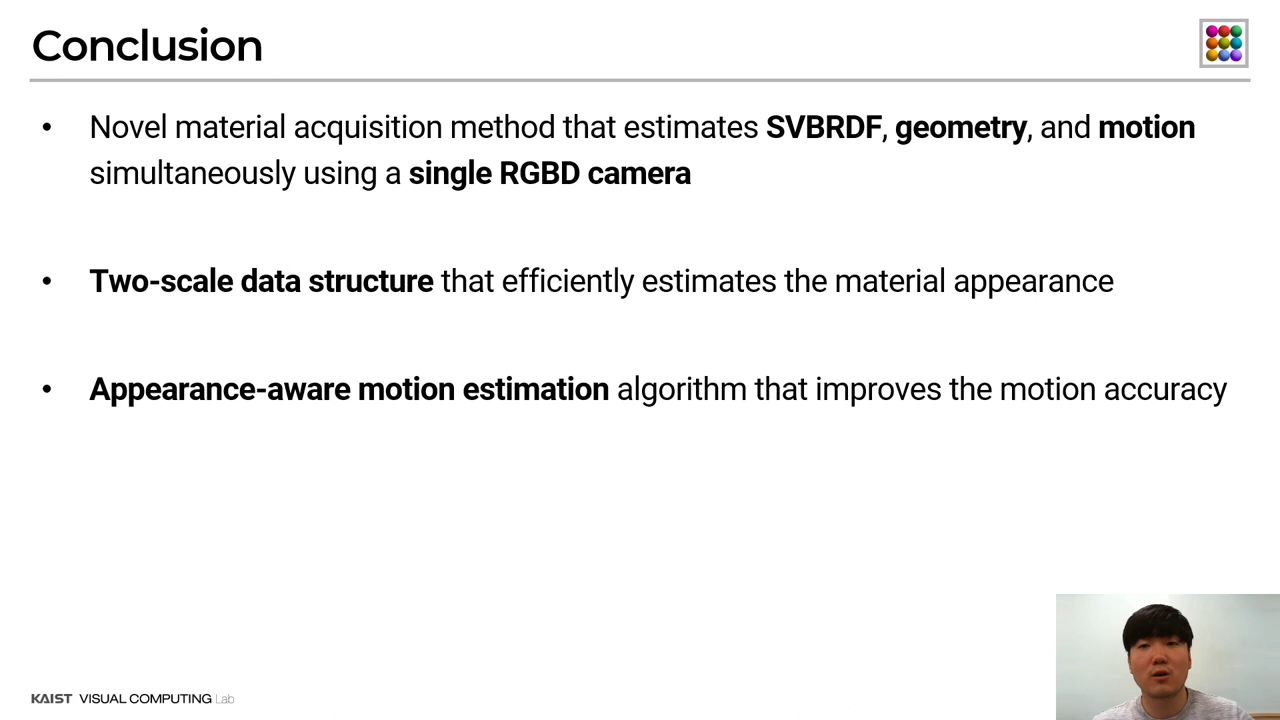 Conclusion
• Novel material acquisition method that estimates SVBRDF, geometry, and motion
simultaneously using a single RGBD camera
• Two-scale data structure that efficiently estimates the material appearance
• Appearance-aware motion estimation algorithm that improves the motion accuracy
KAIST VISUAL COMPUTING Lab